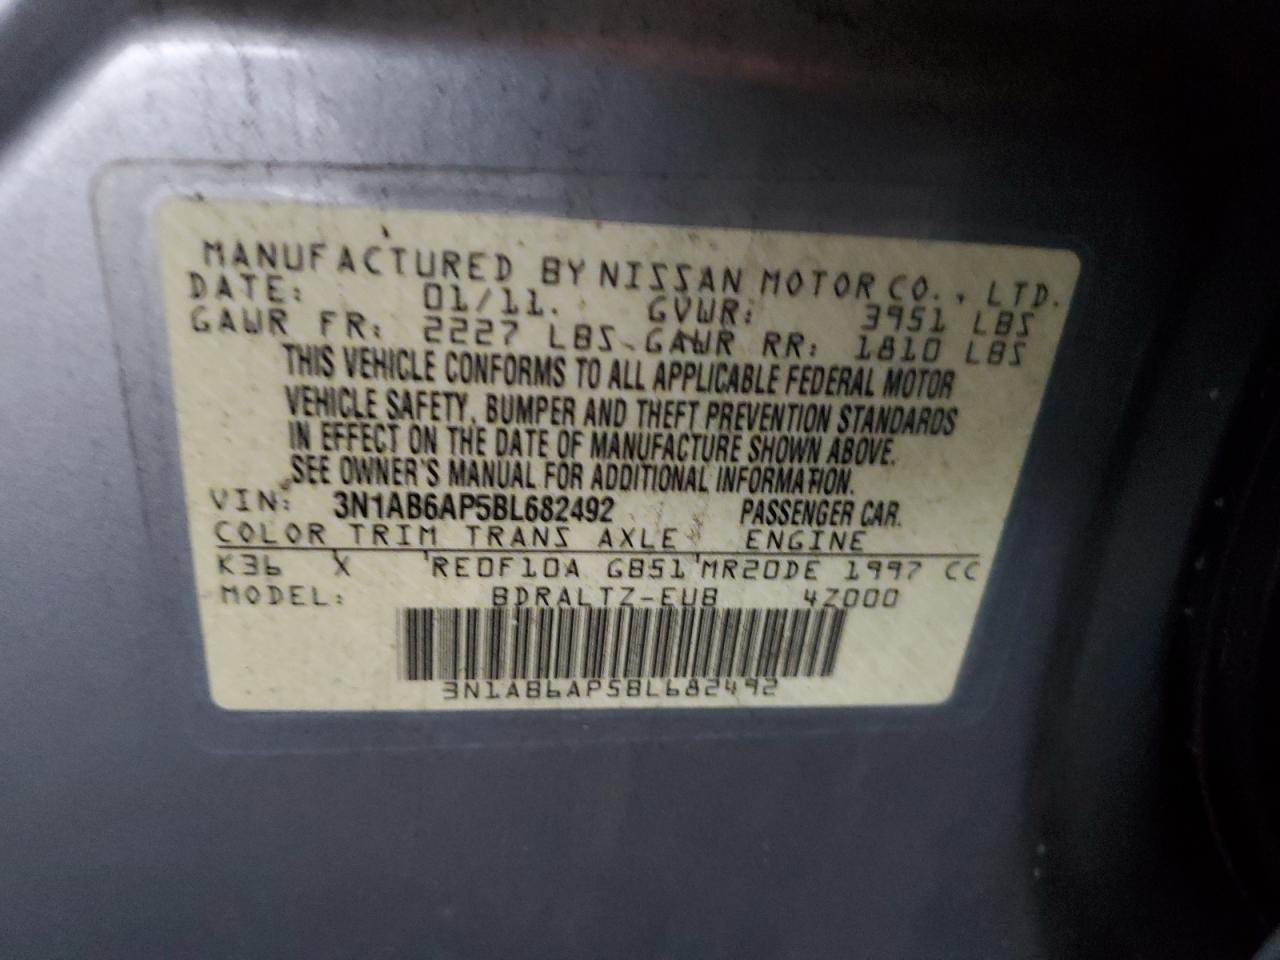 MANUFACTURED BY NISSAN MOTOR CO., LTD.
DATE: 01/11. GVWR: 3951 LBS
GAWR FR: 2227 LBS GAWR RR: 1810 LBS
THIS VEHICLE CONFORMS TO ALL APPLICABLE FEDERAL MOTOR
VEHICLE SAFETY, BUMPER AND THEFT PREVENTION STANDARDS
IN EFFECT ON THE DATE OF MANUFACTURE SHOWN ABOVE.
SEE OWNER'S MANUAL FOR ADDITIONAL INFORMATION.
VIN: 3N1AB6AP5BL682492 PASSENGER CAR.
COLOR TRIM TRANS AXLE ENGINE
K36 X RE0F10A GB51 MR20DE 1997 CC
MODEL: BDRALTZ-EUB 4Z000
3N1AB6AP5BL682492